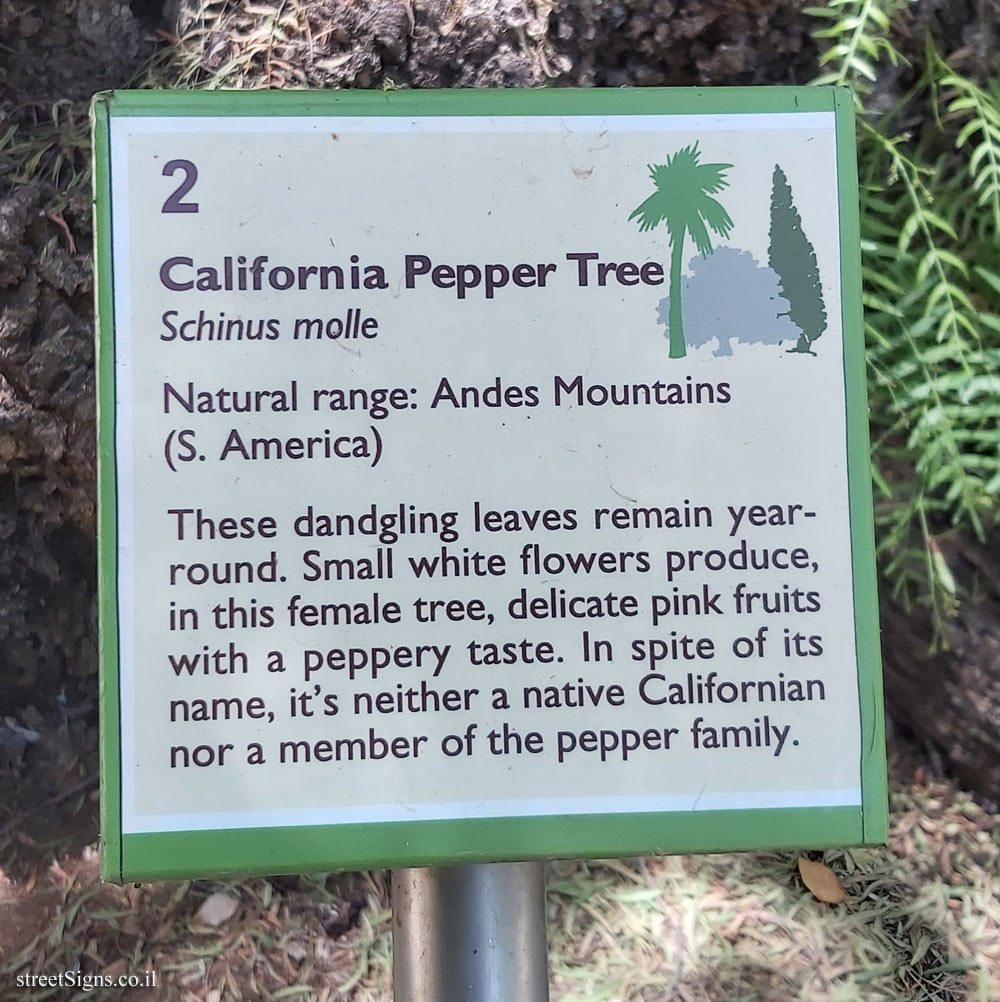 2
California Pepper Tree
Schinus molle
Natural range: Andes Mountains
(S. America)
These dandgling leaves remain year-
round. Small white flowers produce,
in this female tree, delicate pink fruits
with a peppery taste. In spite of its
name, it's neither a native Californian
nor a member of the pepper family.
streetSigns.co.il